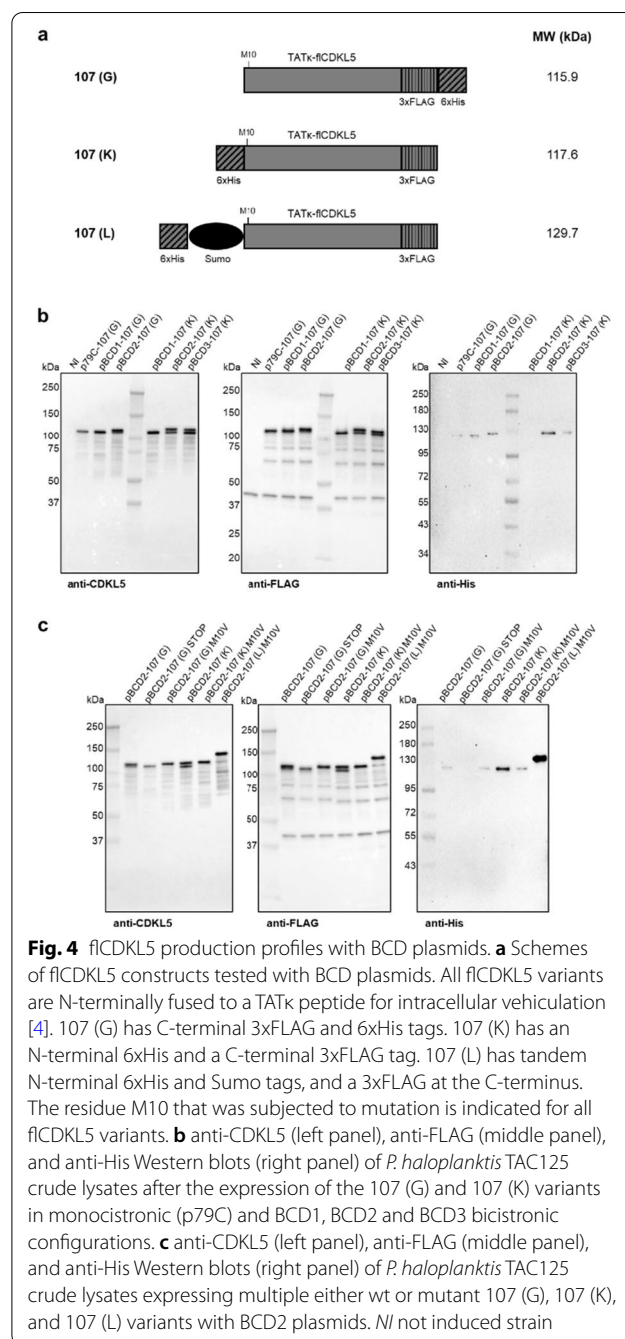 a
MW (kDa)
M10 TATκ-flCDKL5
107 (G) 115.9
3xFLAG 6xHis
M10 TATκ-flCDKL5
107 (K) 117.6
6xHis 3xFLAG
M10 TATκ-flCDKL5
107 (L) 129.7
6xHis Sumo 3xFLAG
b
NI
p79C-107(G)
pBCD1-107(G)
pBCD2-107(G)
pBCD1-107(K)
pBCD2-107(K)
pBCD3-107(K)
kDa
250
150
100
75
50
37
anti-CDKL5
NI
p79C-107(G)
pBCD1-107(G)
pBCD2-107(G)
pBCD1-107(K)
pBCD2-107(K)
pBCD3-107(K)
kDa
250
150
100
75
50
37
25
20
anti-FLAG
NI
p79C-107(G)
pBCD1-107(G)
pBCD2-107(G)
pBCD1-107(K)
pBCD2-107(K)
pBCD3-107(K)
kDa
250
180
130
95
72
55
43
34
anti-His
c
pBCD2-107(G)
pBCD2-107(G)STOP
pBCD2-107(G)M10V
pBCD2-107(K)
pBCD2-107(K)M10V
pBCD2-107(L)M10V
kDa
250
150
100
75
50
37
anti-CDKL5
pBCD2-107(G)
pBCD2-107(G)STOP
pBCD2-107(G)M10V
pBCD2-107(K)
pBCD2-107(K)M10V
pBCD2-107(L)M10V
kDa
250
150
100
75
50
37
anti-FLAG
pBCD2-107(G)
pBCD2-107(G)STOP
pBCD2-107(G)M10V
pBCD2-107(K)
pBCD2-107(K)M10V
pBCD2-107(L)M10V
kDa
250
180
130
95
72
55
43
anti-His
Fig. 4 flCDKL5 production profiles with BCD plasmids. a Schemes
of flCDKL5 constructs tested with BCD plasmids. All flCDKL5 variants
are N-terminally fused to a TATκ peptide for intracellular vehiculation
[4]. 107 (G) has C-terminal 3xFLAG and 6xHis tags. 107 (K) has an
N-terminal 6xHis and a C-terminal 3xFLAG tag. 107 (L) has tandem
N-terminal 6xHis and Sumo tags, and a 3xFLAG at the C-terminus.
The residue M10 that was subjected to mutation is indicated for all
flCDKL5 variants. b anti-CDKL5 (left panel), anti-FLAG (middle panel),
and anti-His Western blots (right panel) of P. haloplanktis TAC125
crude lysates after the expression of the 107 (G) and 107 (K) variants
in monocistronic (p79C) and BCD1, BCD2 and BCD3 bicistronic
configurations. c anti-CDKL5 (left panel), anti-FLAG (middle panel),
and anti-His Western blots (right panel) of P. haloplanktis TAC125
crude lysates expressing multiple either wt or mutant 107 (G), 107 (K),
and 107 (L) variants with BCD2 plasmids. NI not induced strain